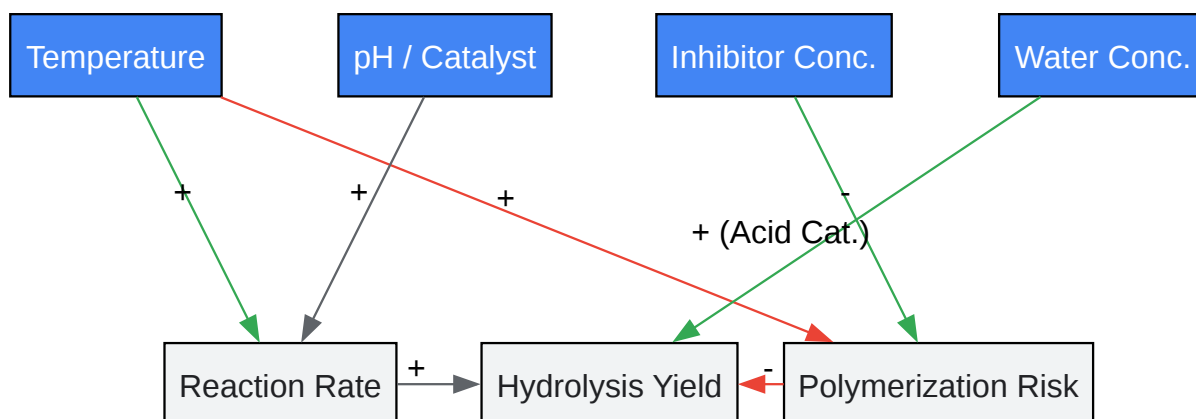 Temperature
pH / Catalyst
Inhibitor Conc.
Water Conc.
+
+
+
-
+ (Acid Cat.)
Reaction Rate
+
Hydrolysis Yield
-
Polymerization Risk